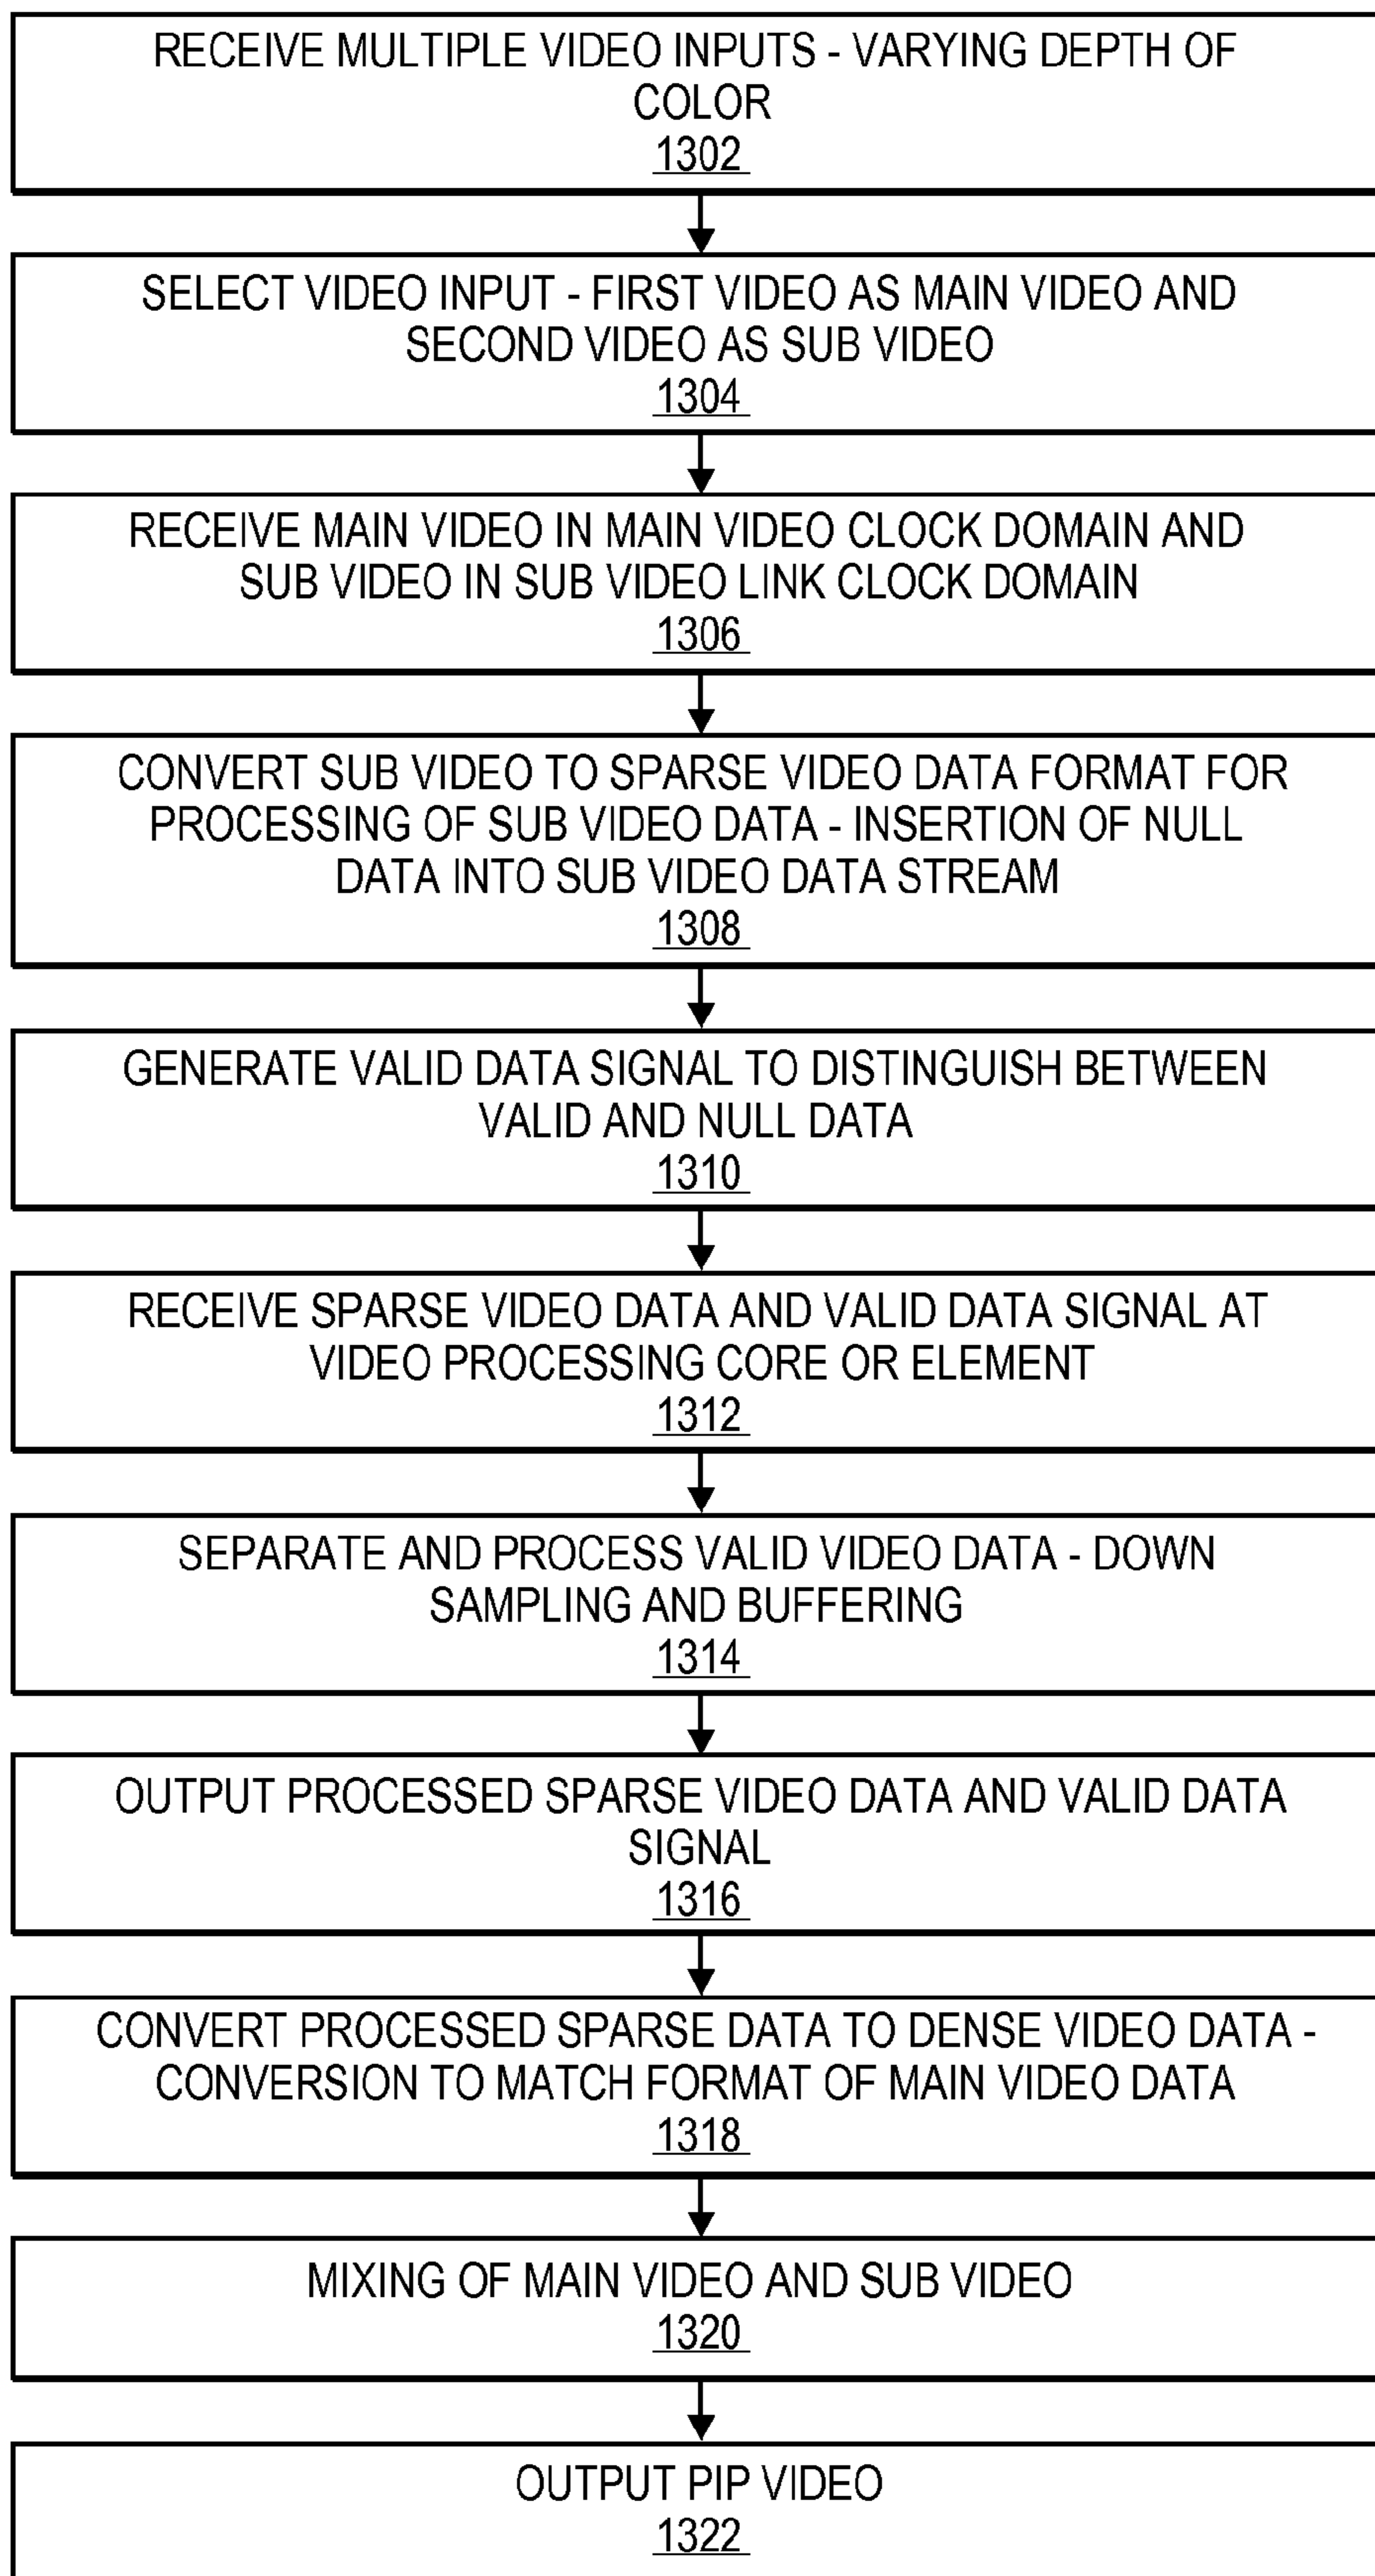 RECEIVE MULTIPLE VIDEO INPUTS - VARYING DEPTH OF
COLOR
1302
SELECT VIDEO INPUT - FIRST VIDEO AS MAIN VIDEO AND
SECOND VIDEO AS SUB VIDEO
1304
RECEIVE MAIN VIDEO IN MAIN VIDEO CLOCK DOMAIN AND
SUB VIDEO IN SUB VIDEO LINK CLOCK DOMAIN
1306
CONVERT SUB VIDEO TO SPARSE VIDEO DATA FORMAT FOR
PROCESSING OF SUB VIDEO DATA - INSERTION OF NULL
DATA INTO SUB VIDEO DATA STREAM
1308
GENERATE VALID DATA SIGNAL TO DISTINGUISH BETWEEN
VALID AND NULL DATA
1310
RECEIVE SPARSE VIDEO DATA AND VALID DATA SIGNAL AT
VIDEO PROCESSING CORE OR ELEMENT
1312
SEPARATE AND PROCESS VALID VIDEO DATA - DOWN
SAMPLING AND BUFFERING
1314
OUTPUT PROCESSED SPARSE VIDEO DATA AND VALID DATA
SIGNAL
1316
CONVERT PROCESSED SPARSE DATA TO DENSE VIDEO DATA -
CONVERSION TO MATCH FORMAT OF MAIN VIDEO DATA
1318
MIXING OF MAIN VIDEO AND SUB VIDEO
1320
OUTPUT PIP VIDEO
1322